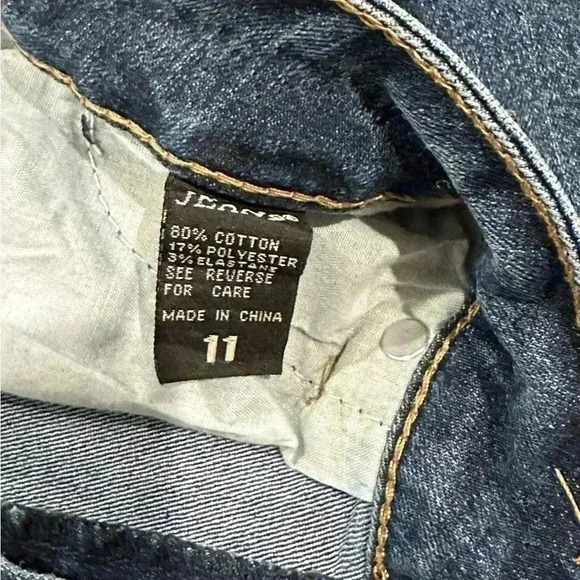 JEANS
80% COTTON
17% POLYESTER
3% ELASTANE
SEE REVERSE
FOR CARE
MADE IN CHINA
11